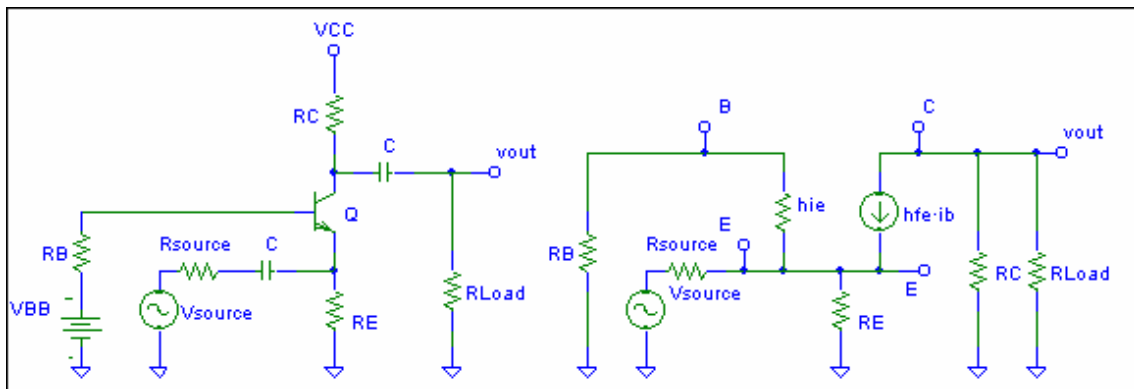 VCC
RC
C
vout
Q
RB
Rsource
C
VBB
Vsource
RE
RLoad
B
C
vout
hie
hfe·ib
E
RB
Rsource
Vsource
E
RE
RC
RLoad